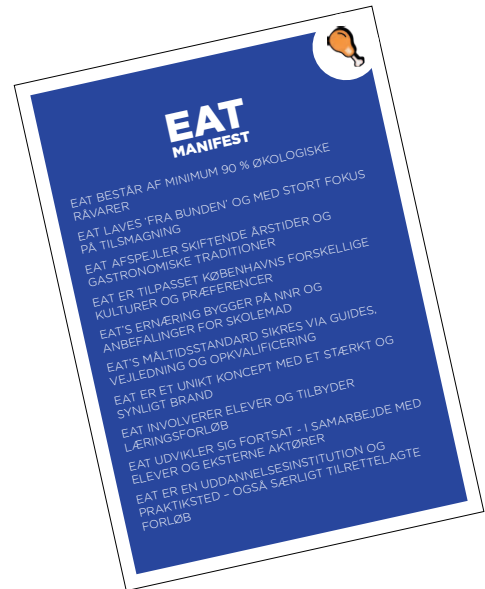 EAT
MANIFEST
EAT BESTÅR AF MINIMUM 90 % ØKOLOGISKE
RÅVARER
EAT LAVES 'FRA BUNDEN' OG MED STORT FOKUS
PÅ TILSMAGNING
EAT AFSPEJLER SKIFTENDE ÅRSTIDER OG
GASTRONOMISKE TRADITIONER
EAT ER TILPASSET KØBENHAVNS FORSKELLIGE
KULTURER OG PRÆFERENCER
EAT'S ERNÆRING BYGGER PÅ NNR OG
ANBEFALINGER FOR SKOLEMAD
EAT'S MÅLTIDSSTANDARD SIKRES VIA GUIDES,
VEJLEDNING OG OPKVALIFICERING
EAT ER ET UNIKT KONCEPT MED ET STÆRKT OG
SYNLIGT BRAND
EAT INVOLVERER ELEVER OG TILBYDER
LÆRINGSFORLØB
EAT UDVIKLER SIG FORTSAT - I SAMARBEJDE MED
ELEVER OG EKSTERNE AKTØRER
EAT ER EN UDDANNELSESINSTITUTION OG
PRAKTIKSTED – OGSÅ SÆRLIGT TILRETTELAGTE
FORLØB